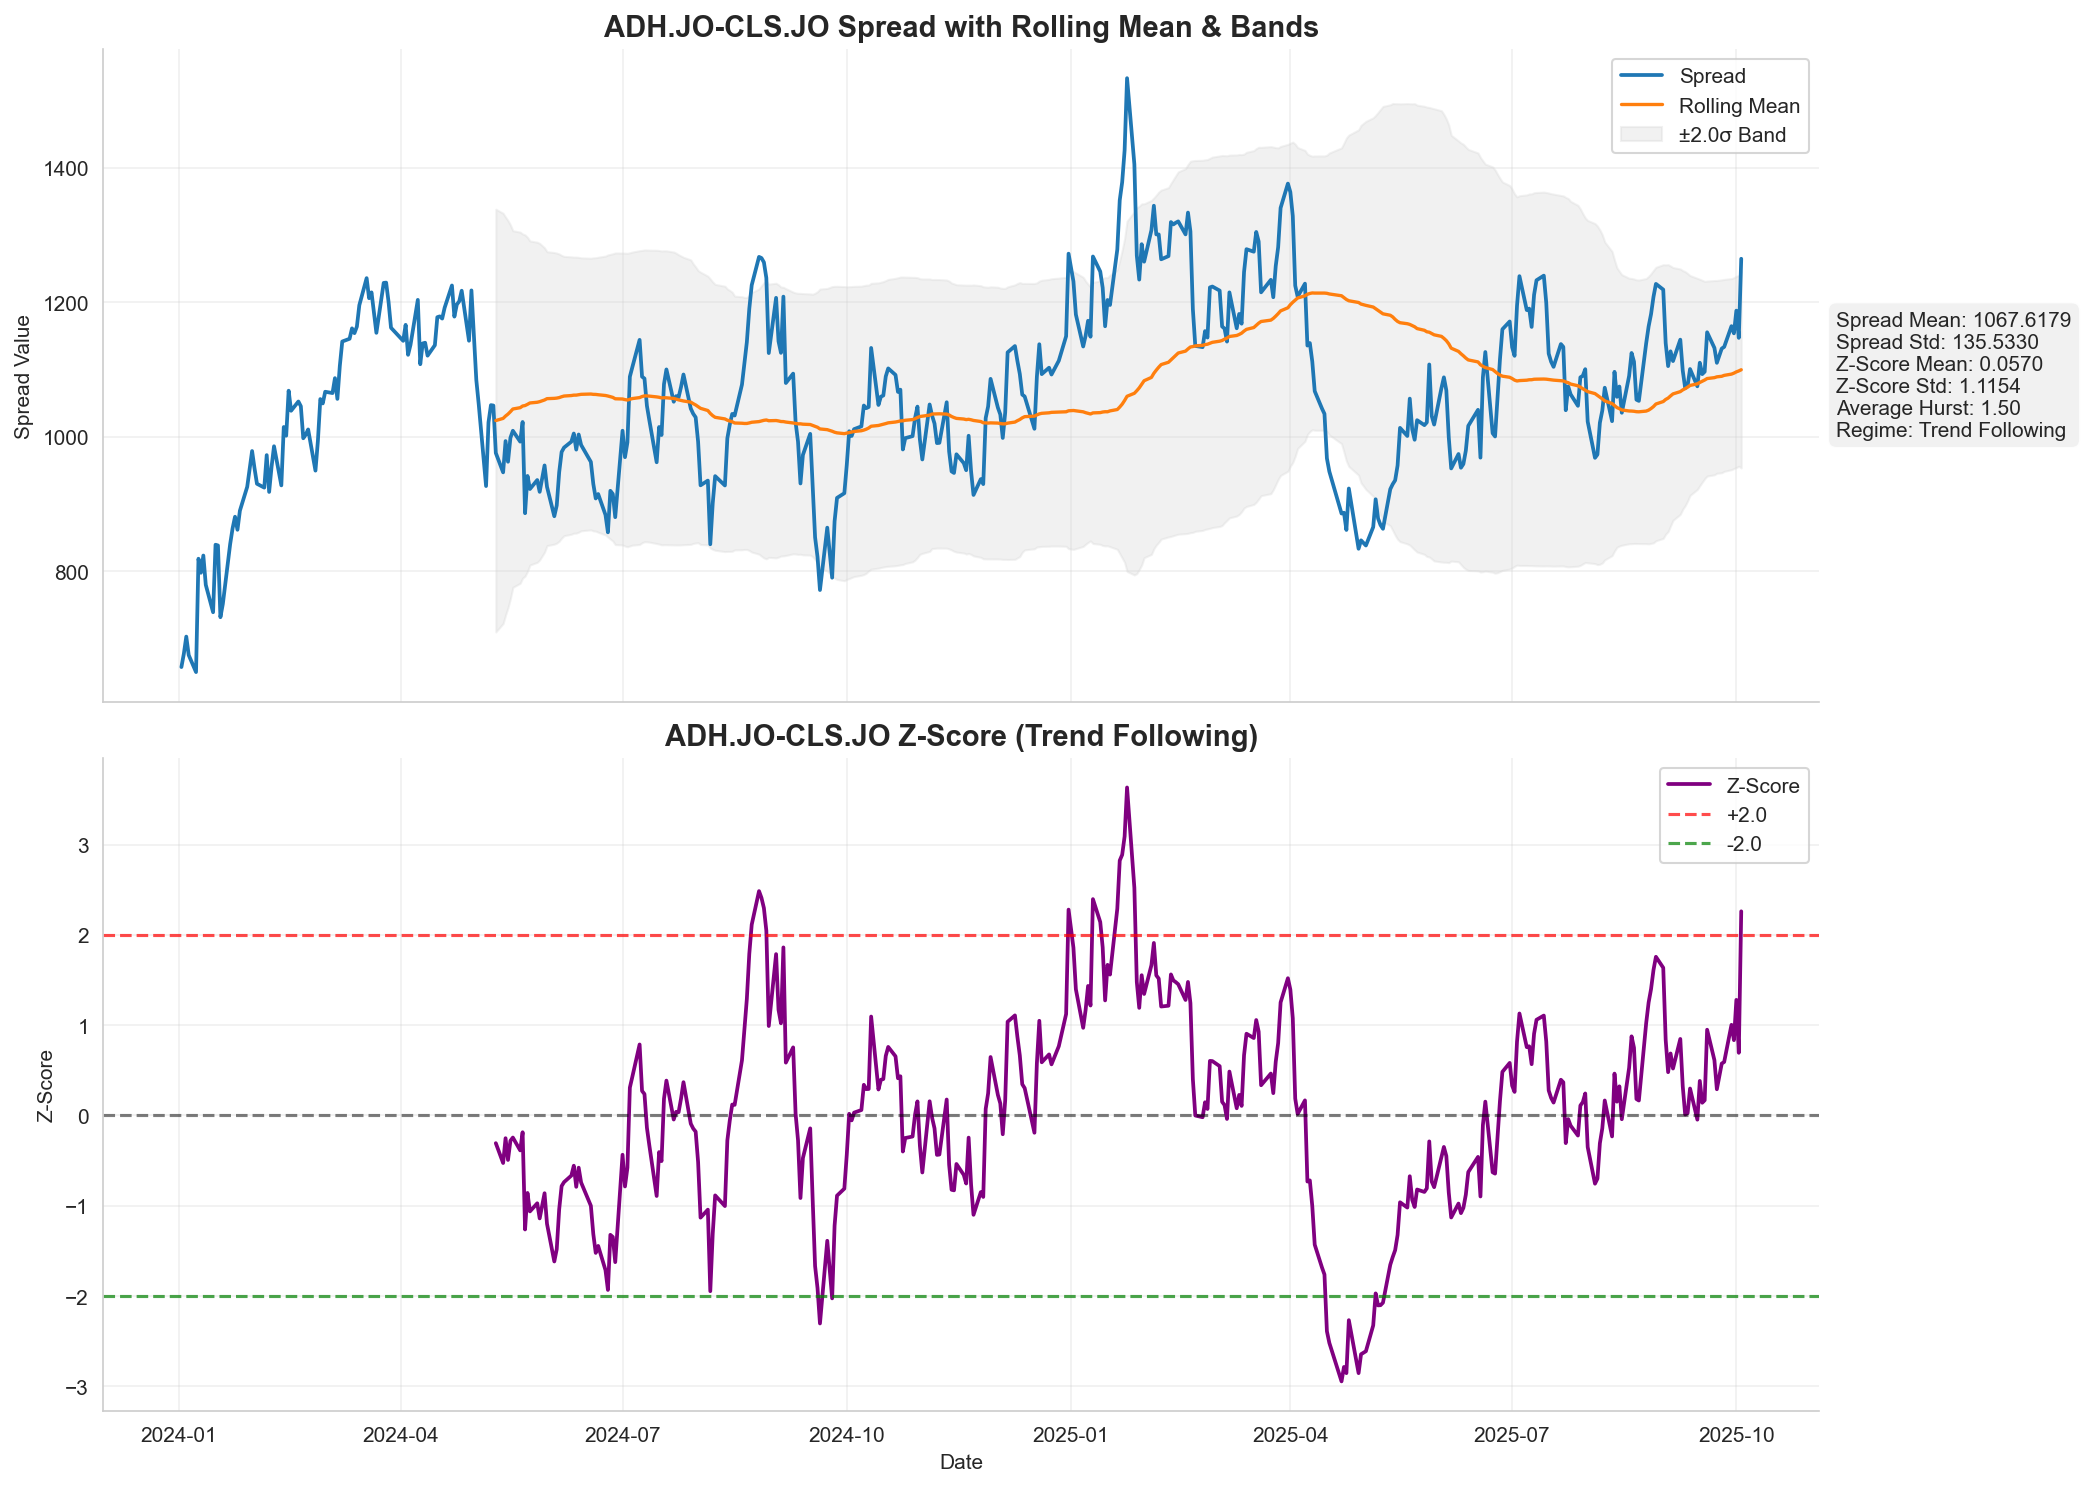 ADH.JO-CLS.JO Spread with Rolling Mean & Bands
Spread Value
1400
1200
1000
800
Spread
Rolling Mean
±2.0σ Band
Spread Mean: 1067.6179
Spread Std: 135.5330
Z-Score Mean: 0.0570
Z-Score Std: 1.1154
Average Hurst: 1.50
Regime: Trend Following
ADH.JO-CLS.JO Z-Score (Trend Following)
Z-Score
3
2
1
0
−1
−2
−3
Z-Score
+2.0
-2.0
2024-01
2024-04
2024-07
2024-10
2025-01
2025-04
2025-07
2025-10
Date